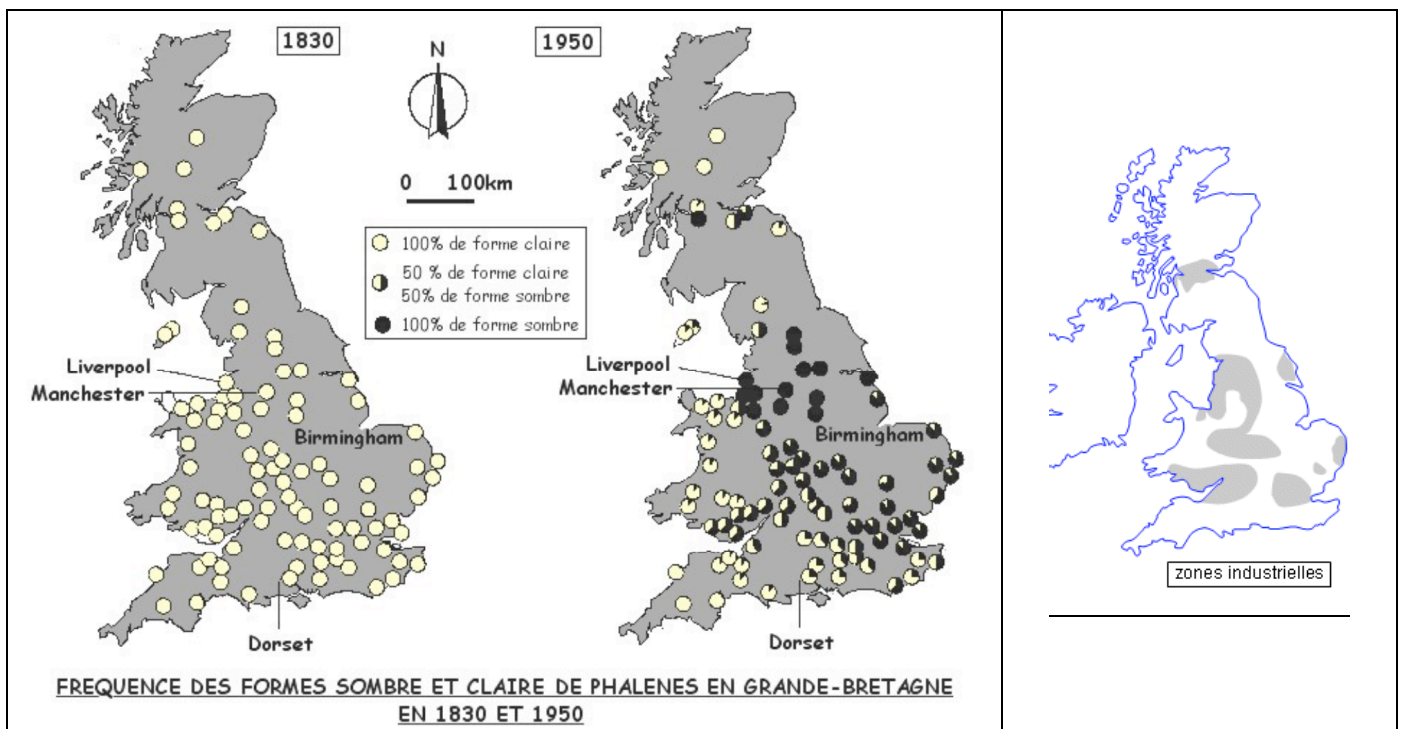 1830
1950
N
0 100km
100% de forme claire
50 % de forme claire
50% de forme sombre
100% de forme sombre
Liverpool
Manchester
Birmingham
Dorset
Liverpool
Manchester
Birmingham
Dorset
FREQUENCE DES FORMES SOMBRE ET CLAIRE DE PHALENES EN GRANDE-BRETAGNE
EN 1830 ET 1950
zones industrielles